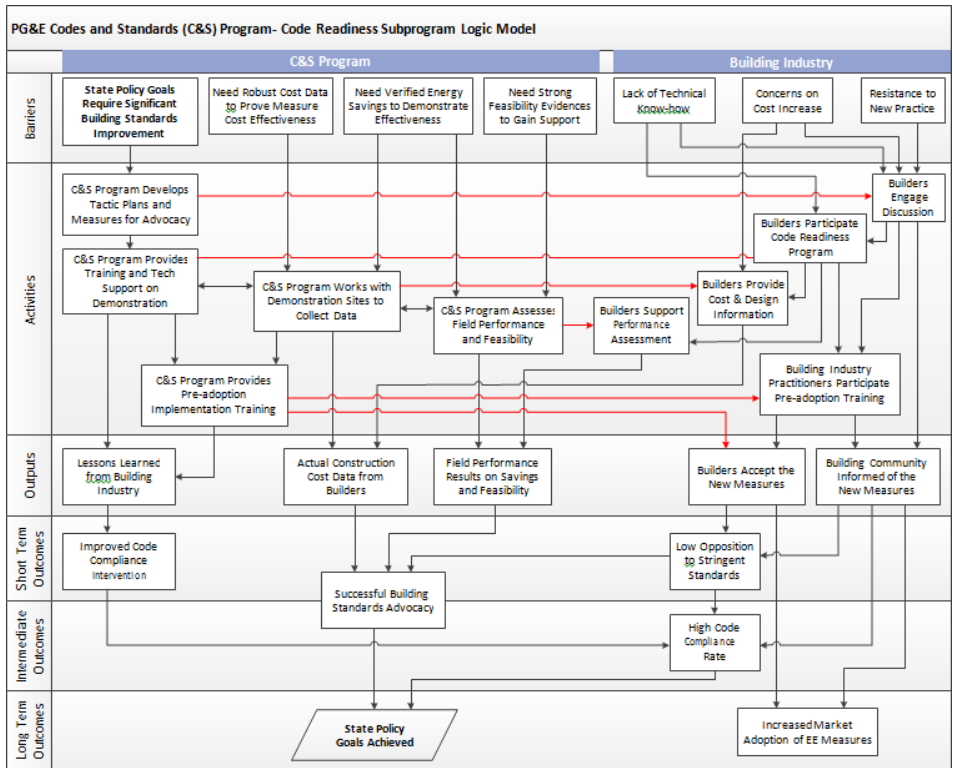 PG&E Codes and Standards (C&S) Program- Code Readiness Subprogram Logic Model
C&S Program
Building Industry
Barriers
State Policy Goals
Require Significant
Building Standards
Improvement
Need Robust Cost Data
to Prove Measure
Cost Effectiveness
Need Verified Energy
Savings to Demonstrate
Effectiveness
Need Strong
Feasibility Evidences
to Gain Support
Lack of Technical
Know-how
Concerns on
Cost Increase
Resistance to
New Practice
Activities
C&S Program Develops
Tactic Plans and
Measures for Advocacy
Builders
Engage
Discussion
Builders Participate
Code Readiness
Program
C&S Program Provides
Training and Tech
Support on
Demonstration
C&S Program Works with
Demonstration Sites to
Collect Data
C&S Program Assesses
Field Performance
and Feasibility
Builders Support
Performance
Assessment
Builders Provide
Cost & Design
Information
C&S Program Provides
Pre-adoption
Implementation Training
Building Industry
Practitioners Participate
Pre-adoption Training
Outputs
Lessons Learned
from Building
Industry
Actual Construction
Cost Data from
Builders
Field Performance
Results on Savings
and Feasibility
Builders Accept the
New Measures
Building Community
Informed of the
New Measures
Short Term
Outcomes
Improved Code
Compliance
Intervention
Low Opposition
to Stringent
Standards
Successful Building
Standards Advocacy
Intermediate
Outcomes
High Code
Compliance
Rate
Long Term
Outcomes
State Policy
Goals Achieved
Increased Market
Adoption of EE Measures